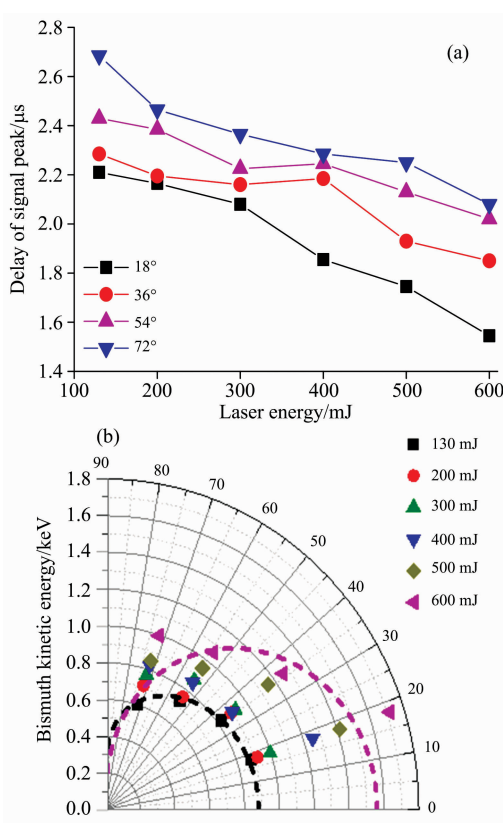 2.8
(a)
2.6
2.4
2.2
2.0
1.8
1.6
1.4
Delay of signal peak/μs
18°
36°
54°
72°
100 200 300 400 500 600
Laser energy/mJ
(b)
90
80
70
60
50
40
30
20
10
0
1.8
1.6
1.4
1.2
1.0
0.8
0.6
0.4
0.2
0.0
Bismuth kinetic energy/keV
130 mJ
200 mJ
300 mJ
400 mJ
500 mJ
600 mJ